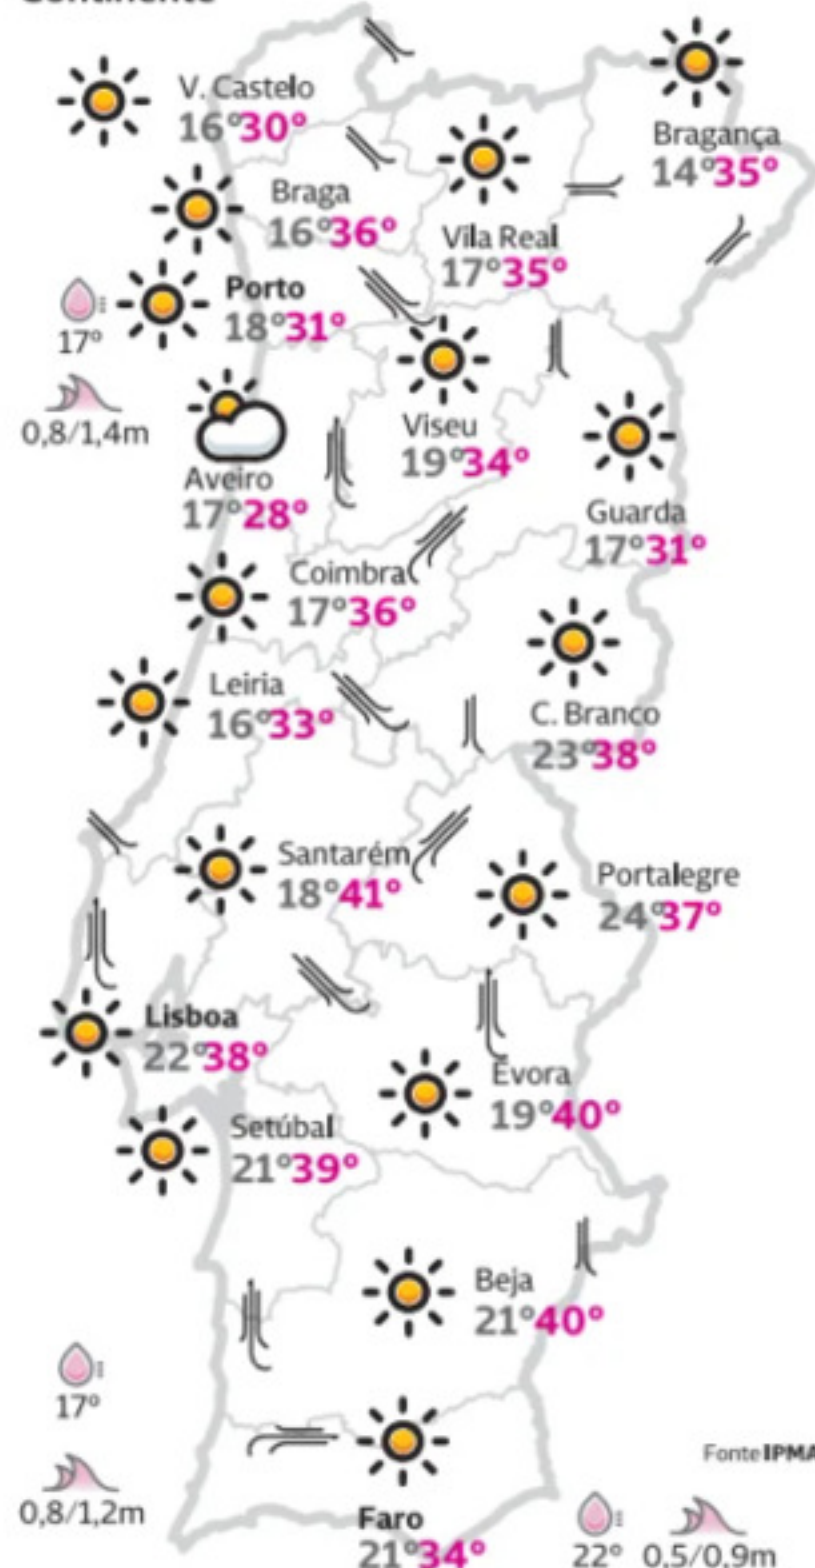 Continente
V. Castelo
16°30°
Bragança
14°35°
Braga
16°36°
Vila Real
17°35°
Porto
18°31°
17°
0,8/1,4m
Viseu
19°34°
Aveiro
17°28°
Guarda
17°31°
Coimbra
17°36°
Leiria
16°33°
C. Branco
23°38°
Santarém
18°41°
Portalegre
24°37°
Lisboa
22°38°
Évora
19°40°
Setúbal
21°39°
Beja
21°40°
17°
0,8/1,2m
Fonte IPMA
Faro
21°34°
22°
0,5/0,9m